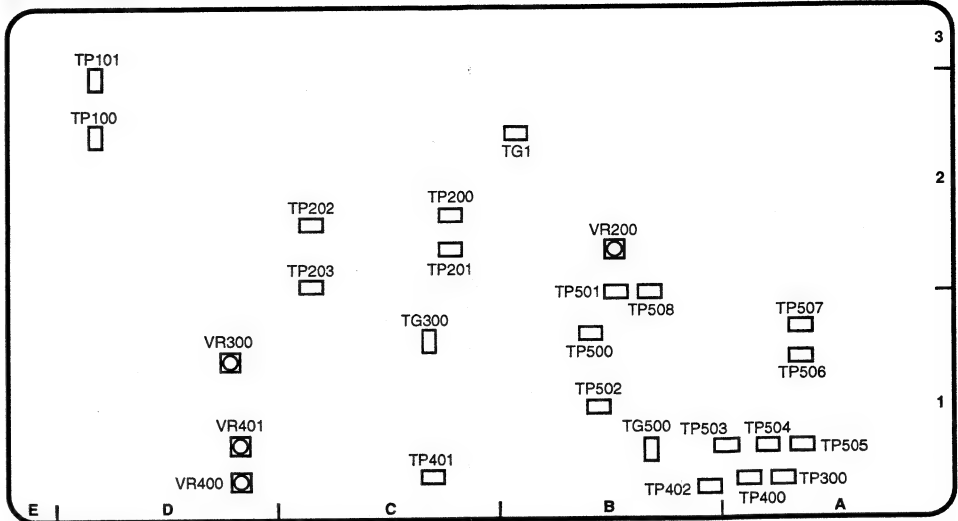 3
TP101
TP100
TG1
2
TP200
TP202
VR200
TP203
TP201
TP501
TP508
TP507
TG300
VR300
TP500
TP506
TP502
1
VR401
TG500
TP503
TP504
TP505
TP401
VR400
TP402
TP400
TP300
E
D
C
B
A